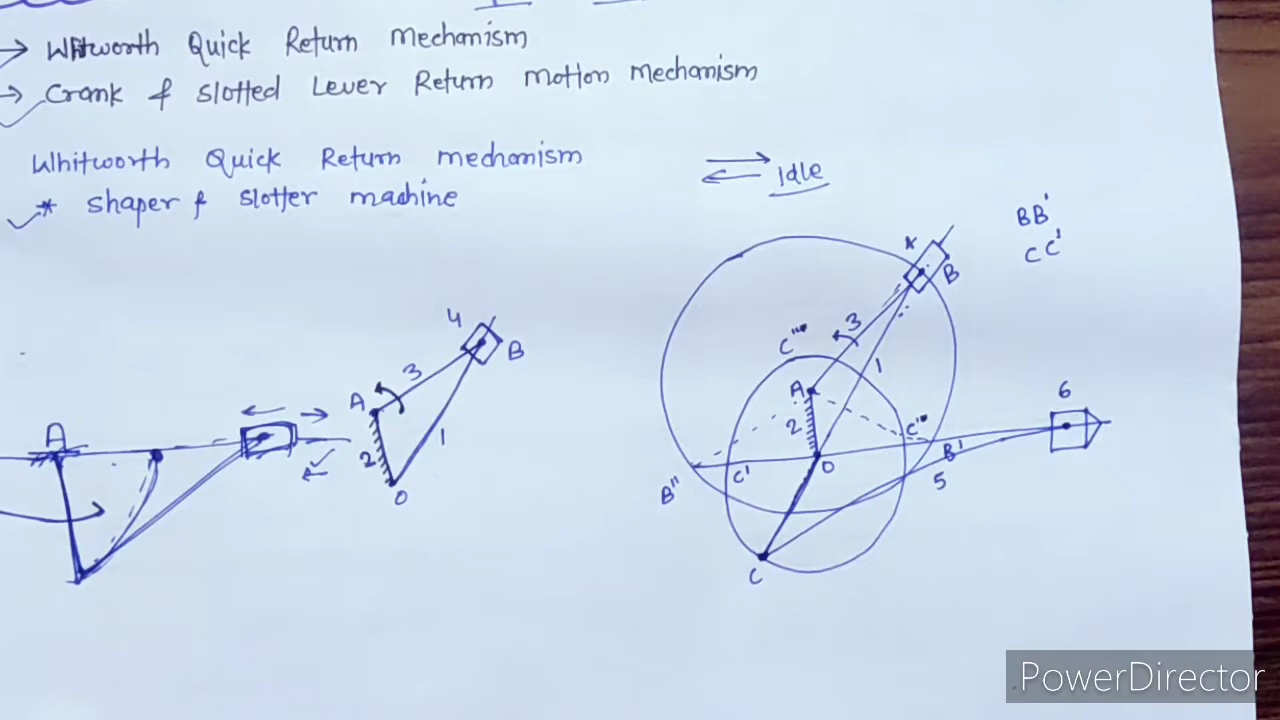 → Whitworth Quick Return Mechanism
→ Crank & Slotted Lever Return Motion Mechanism
Whitworth Quick Return mechanism
* shaper & slotter machine
Idle
BB'
CC'
A
4
B
3
A
2
1
O
x
B
3
C'''
1
A
2
C''
6
B''
C'
O
B'
5
C
PowerDirector